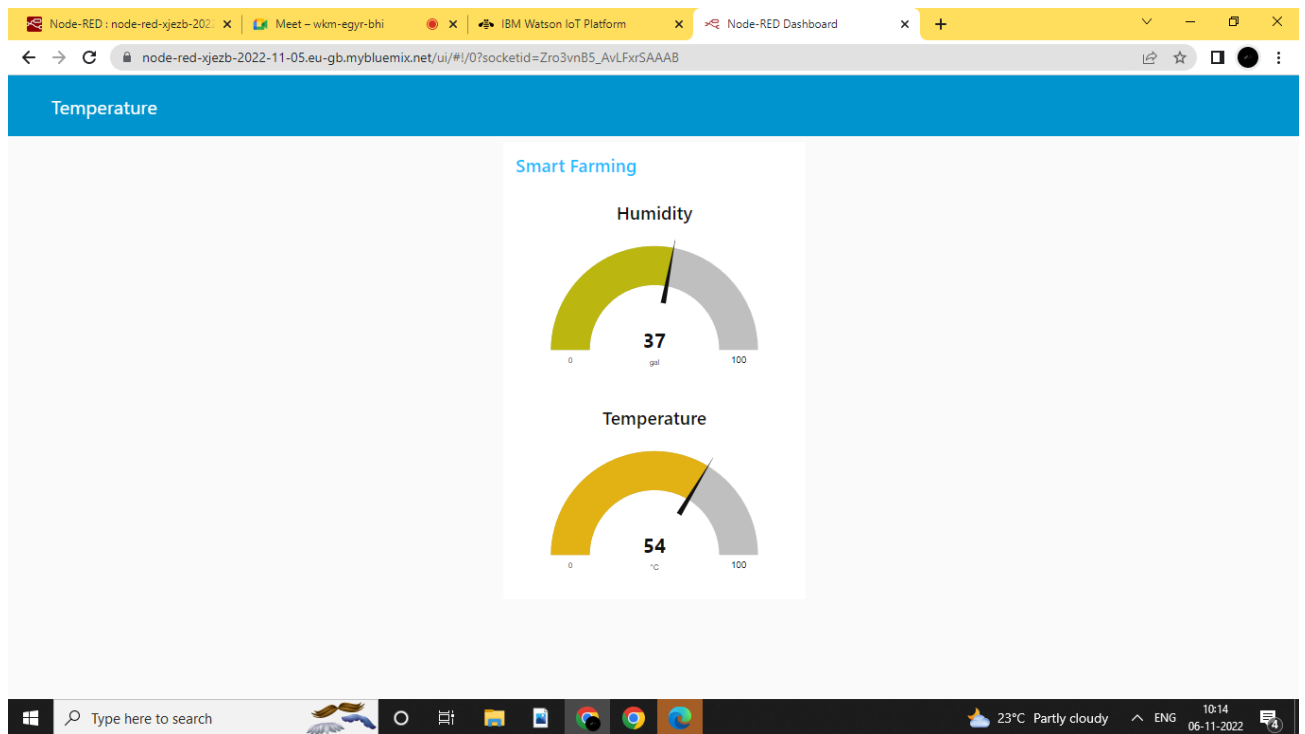 Node-RED : node-red-xjezb-202
Meet – wkm-egyr-bhi
IBM Watson IoT Platform
Node-RED Dashboard
node-red-xjezb-2022-11-05.eu-gb.mybluemix.net/ui/#!/0?socketid=Zro3vnB5_AvLFxrSAAAB
Temperature
Smart Farming
Humidity
37
0
gal
100
Temperature
54
0
°C
100
Type here to search
23°C Partly cloudy
ENG
10:14
06-11-2022
4